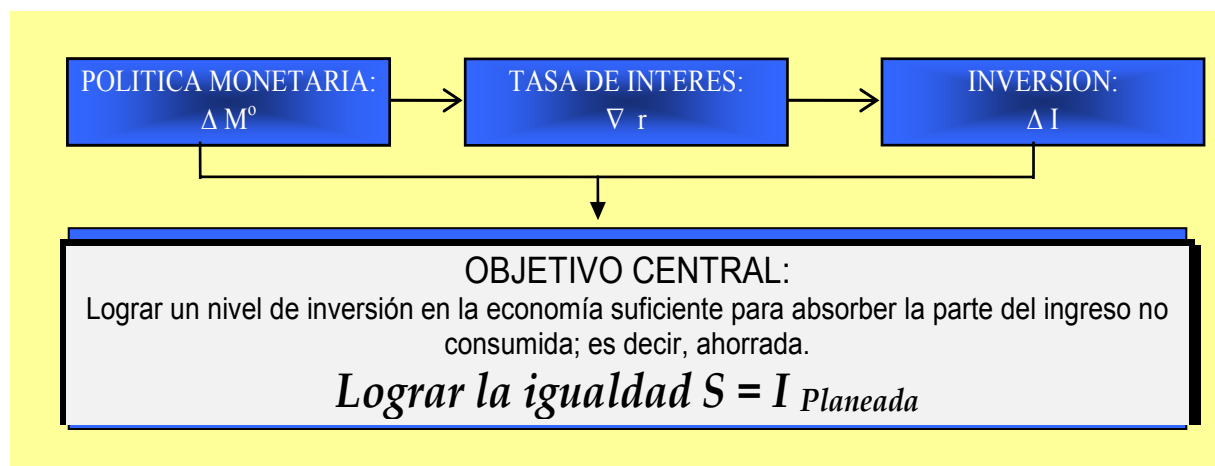 POLITICA MONETARIA:
Δ Mº
TASA DE INTERES:
∇ r
INVERSION:
Δ I
OBJETIVO CENTRAL:
Lograr un nivel de inversión en la economía suficiente para absorber la parte del ingreso no
consumida; es decir, ahorrada.
Lograr la igualdad S = I Planeada